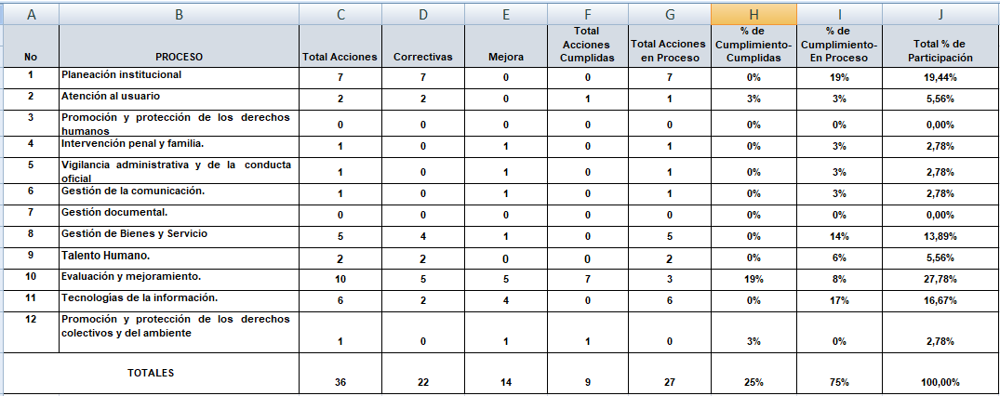 A B C D E F G H I J
No PROCESO Total Acciones Correctivas Mejora Total Acciones Cumplidas Total Acciones en Proceso % de Cumplimiento-Cumplidas % de Cumplimiento-En Proceso Total % de Participación
1 Planeación institucional 7 7 0 0 7 0% 19% 19,44%
2 Atención al usuario 2 2 0 1 1 3% 3% 5,56%
3 Promoción y protección de los derechos humanos 0 0 0 0 0 0% 0% 0,00%
4 Intervención penal y familia. 1 0 1 0 1 0% 3% 2,78%
5 Vigilancia administrativa y de la conducta oficial 1 0 1 0 1 0% 3% 2,78%
6 Gestión de la comunicación. 1 0 1 0 1 0% 3% 2,78%
7 Gestión documental. 0 0 0 0 0 0% 0% 0,00%
8 Gestión de Bienes y Servicio 5 4 1 0 5 0% 14% 13,89%
9 Talento Humano. 2 2 0 0 2 0% 6% 5,56%
10 Evaluación y mejoramiento. 10 5 5 7 3 19% 8% 27,78%
11 Tecnologías de la información. 6 2 4 0 6 0% 17% 16,67%
12 Promoción y protección de los derechos colectivos y del ambiente 1 0 1 1 0 3% 0% 2,78%
TOTALES 36 22 14 9 27 25% 75% 100,00%